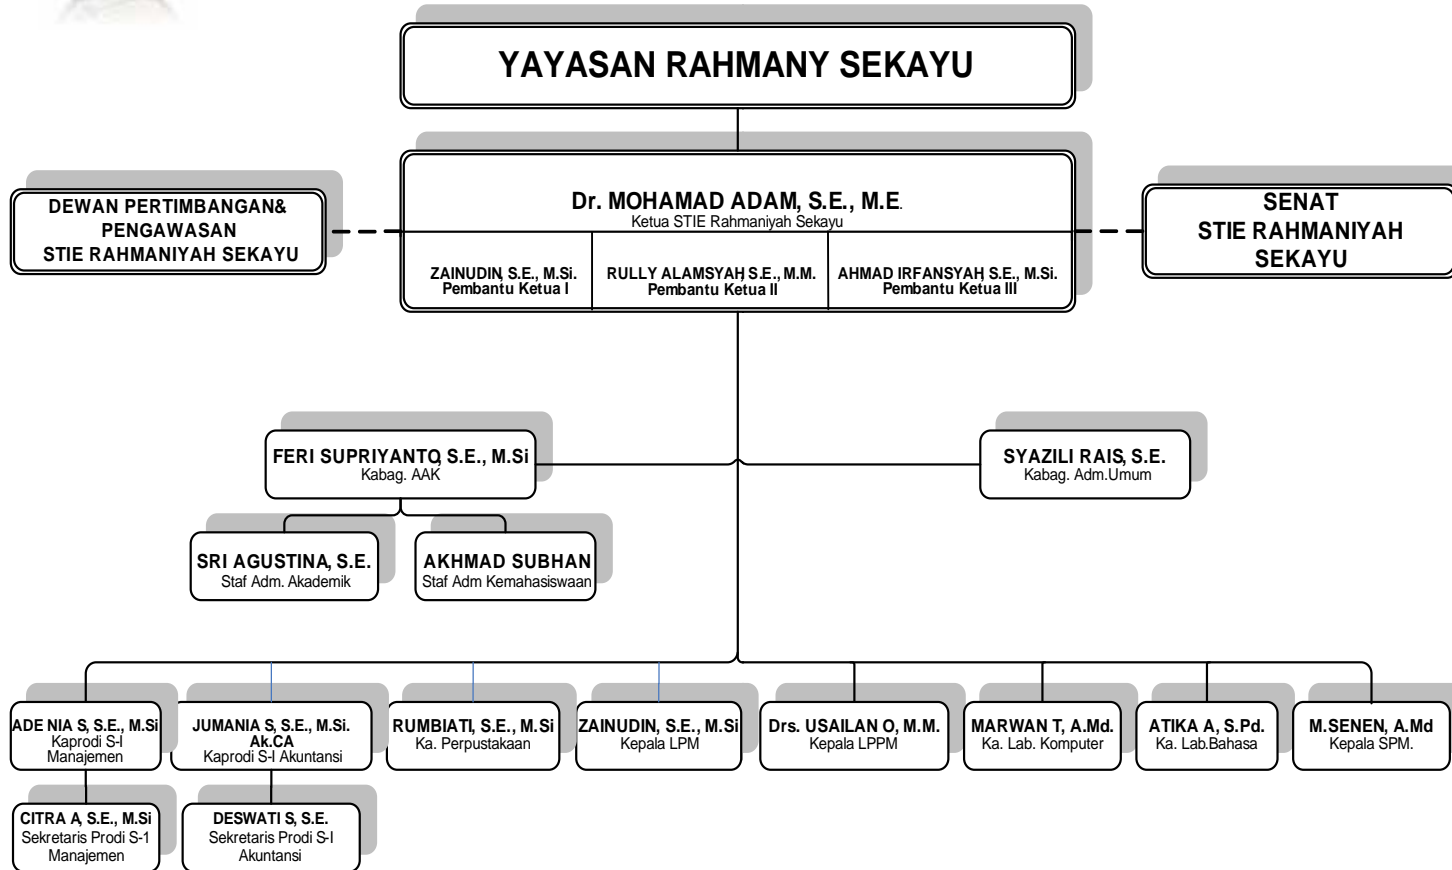 YAYASAN RAHMANY SEKAYU
Dr. MOHAMAD ADAM, S.E., M.E.
Ketua STIE Rahmaniyah Sekayu
DEWAN PERTIMBANGAN&
PENGAWASAN
STIE RAHMANIYAH SEKAYU
SENAT
STIE RAHMANIYAH
SEKAYU
ZAINUDIN, S.E., M.Si.
Pembantu Ketua I
RULLY ALAMSYAH, S.E., M.M.
Pembantu Ketua II
AHMAD IRFANSYAH, S.E., M.Si.
Pembantu Ketua III
FERI SUPRIYANTO, S.E., M.Si
Kabag. AAK
SYAZILI RAIS, S.E.
Kabag. Adm.Umum
SRI AGUSTINA, S.E.
Staf Adm. Akademik
AKHMAD SUBHAN
Staf Adm Kemahasiswaan
ADE NIA S, S.E., M.Si
Kaprodi S-I
Manajemen
JUMANIA S, S.E., M.Si.
Ak.CA
Kaprodi S-I Akuntansi
RUMBIATI, S.E., M.Si
Ka. Perpustakaan
ZAINUDIN, S.E., M.Si
Kepala LPM
Drs. USAILAN O, M.M.
Kepala LPPM
MARWAN T, A.Md.
Ka. Lab. Komputer
ATIKA A, S.Pd.
Ka. Lab.Bahasa
M.SENEN, A.Md
Kepala SPM.
CITRA A, S.E., M.Si
Sekretaris Prodi S-1
Manajemen
DESWATI S, S.E.
Sekretaris Prodi S-I
Akuntansi